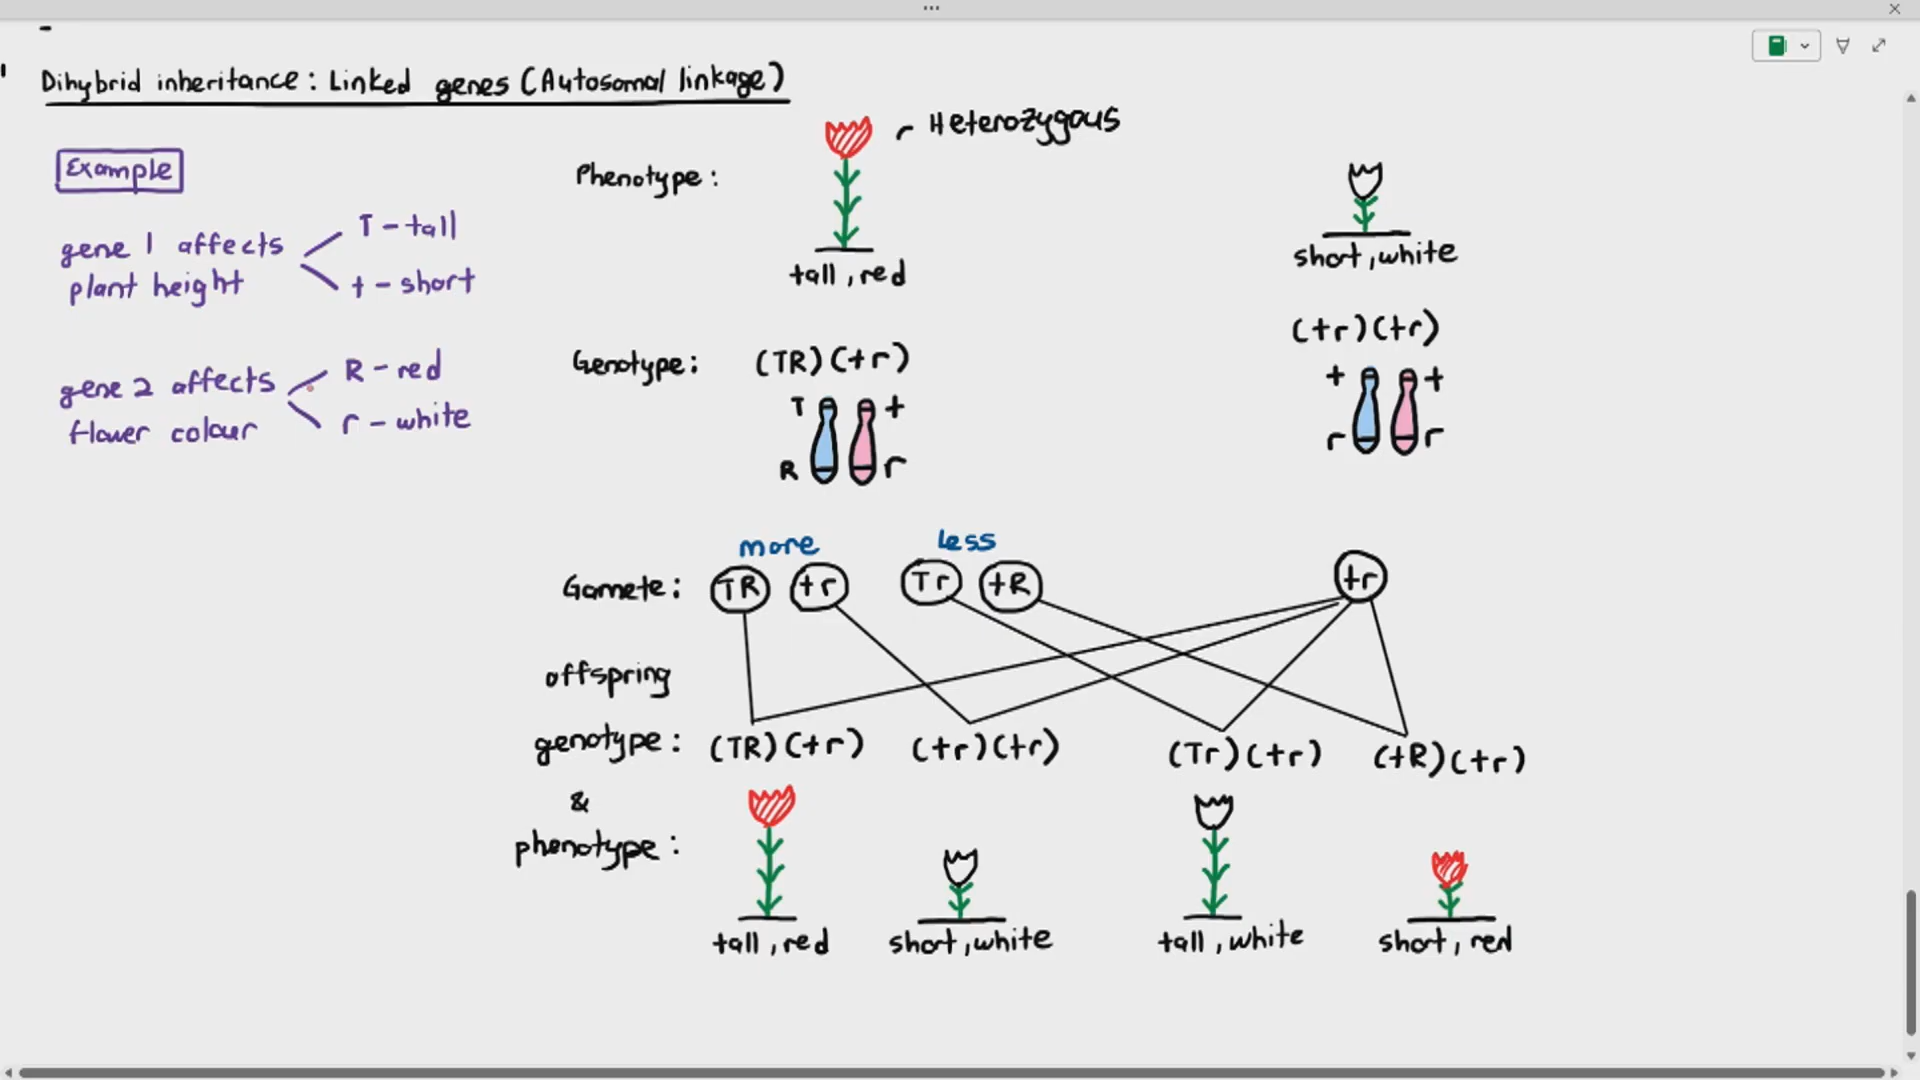 Dihybrid inheritance: Linked genes (Autosomal linkage)
Example
gene 1 affects plant height
T - tall
t - short
gene 2 affects flower colour
R - red
r - white
Heterozygous
Phenotype:
tall, red
short, white
Genotype:
(TR)(tr)
T t
R r
(tr)(tr)
t t
r r
more
less
Gamete:
TR
tr
Tr
tR
tr
offspring
genotype: (TR)(tr) (tr)(tr) (Tr)(tr) (tR)(tr)
&
phenotype:
tall, red
short, white
tall, white
short, red